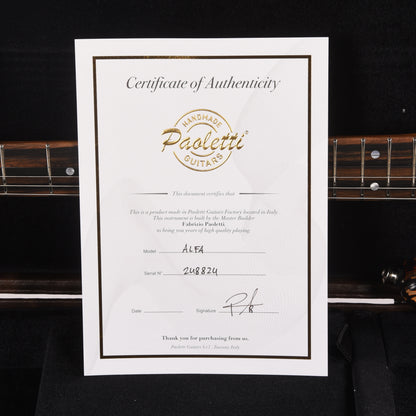 Certificate of Authenticity
HANDMADE
Paoletti
GUITARS
This document certifies that
This is a product made in Paoletti Guitars Factory located in Italy
This instrument is built by the Master Builder
Fabrizio Paoletti,
to bring you years of high quality playing.
Model ALFA
Serial N° 248824
Date Signature
Thank you for purchasing from us.
Paoletti Guitars S.r.l. , Tuscany, Italy